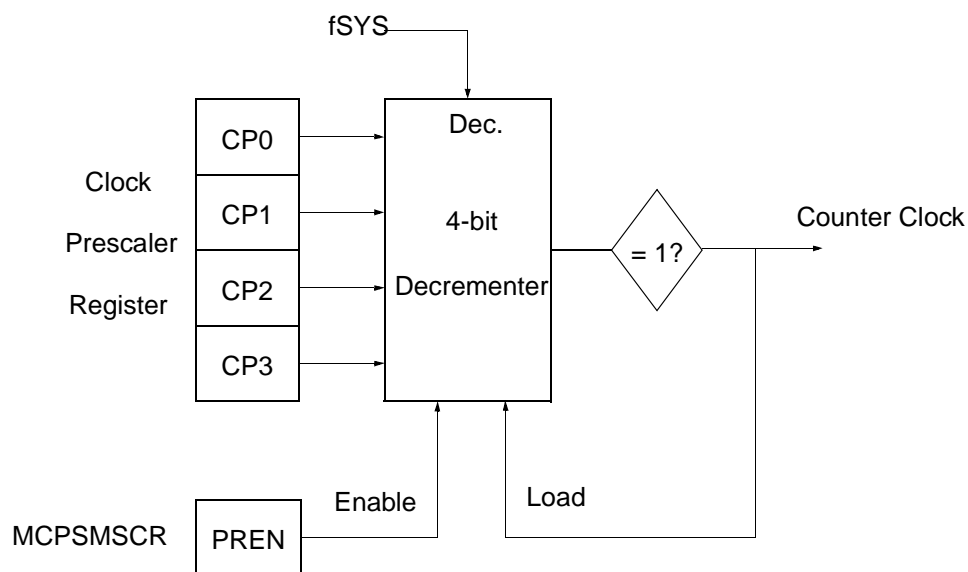 fSYS
CP0
CP1
CP2
CP3
Clock
Prescaler
Register
Dec.
4-bit
Decrementer
= 1?
Counter Clock
Enable
Load
MCPSMSCR
PREN